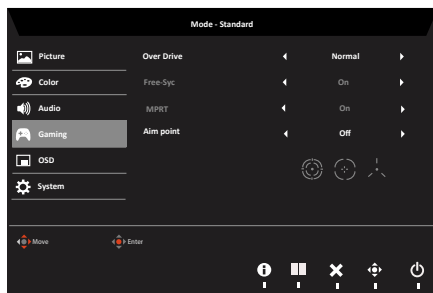 Mode - Standard
Picture
Over Drive Normal
Color
Free-Syc On
Audio
MPRT On
Gaming
Aim point Off
OSD
System
Move Enter